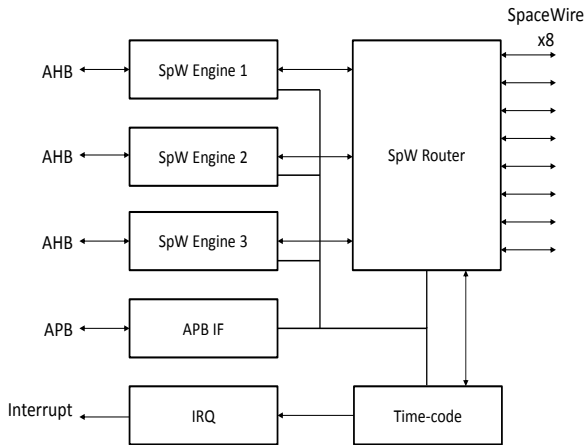 SpaceWire
x8
AHB
SpW Engine 1
AHB
SpW Engine 2
SpW Router
AHB
SpW Engine 3
APB
APB IF
Interrupt
IRQ
Time-code